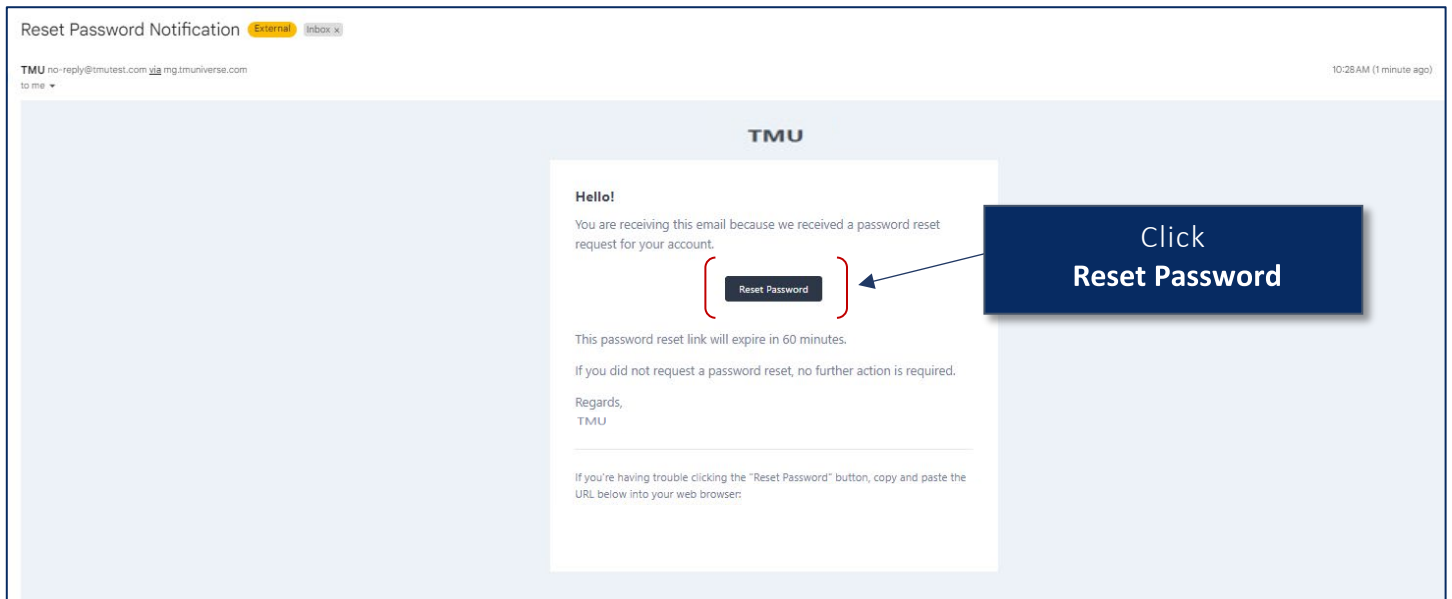 Reset Password Notification External Inbox x
TMU no-reply@tmutest.com via mg.tmuniverse.com 10:28 AM (1 minute ago)
to me
TMU
Hello!
You are receiving this email because we received a password reset
request for your account.
Click
Reset Password
Reset Password
This password reset link will expire in 60 minutes.
If you did not request a password reset, no further action is required.
Regards,
TMU
If you're having trouble clicking the "Reset Password" button, copy and paste the
URL below into your web browser: